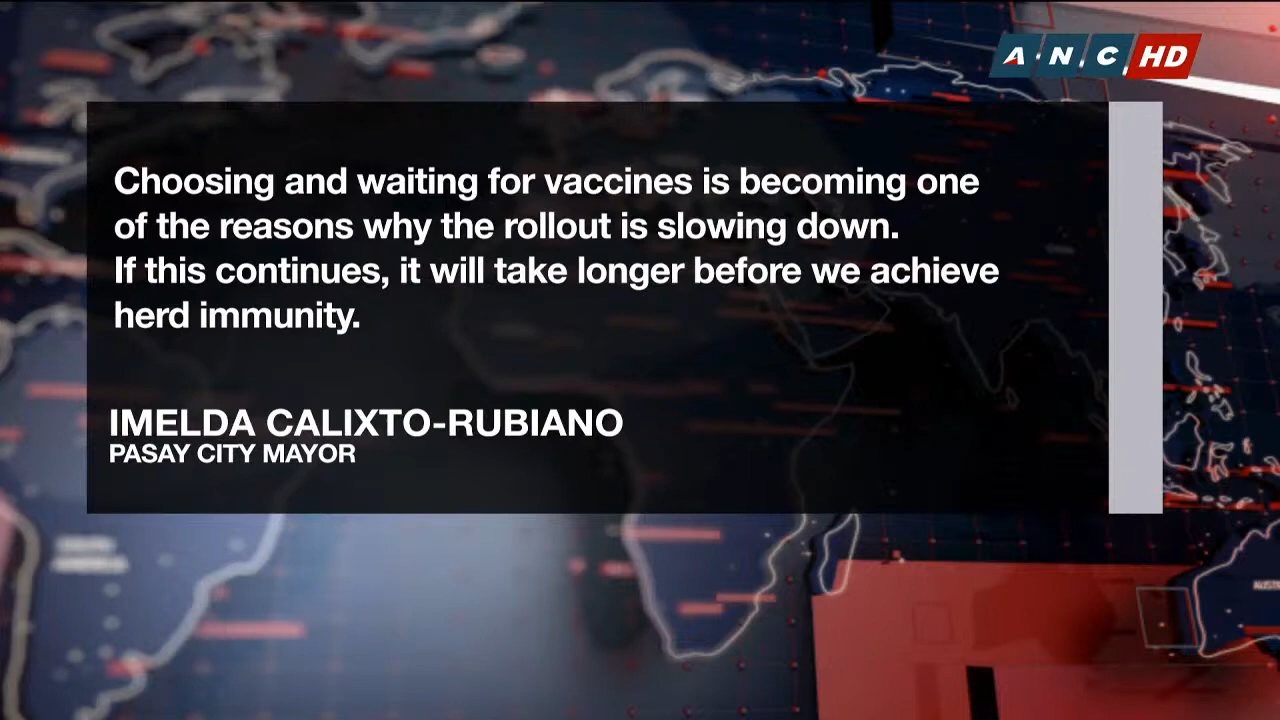 A.N.C HD
Choosing and waiting for vaccines is becoming one
of the reasons why the rollout is slowing down.
If this continues, it will take longer before we achieve
herd immunity.
IMELDA CALIXTO-RUBIANO
PASAY CITY MAYOR